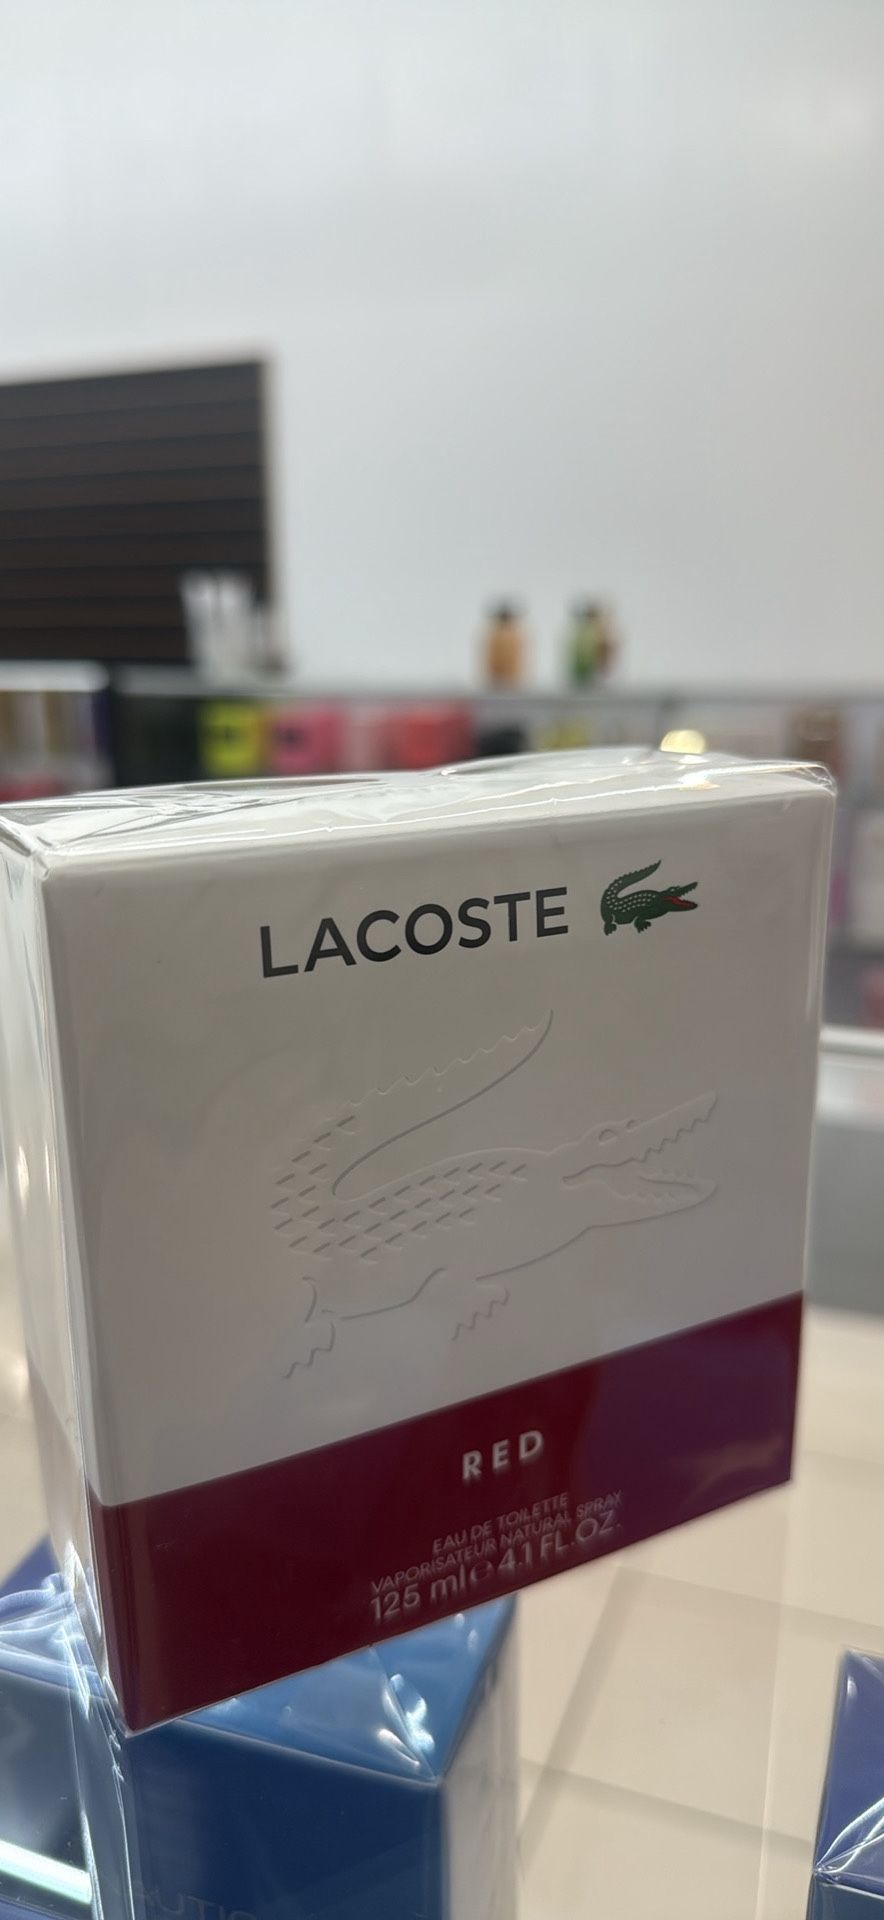 LACOSTE
RED
EAU DE TOILETTE
VAPORISATEUR NATURAL SPRAY
125 ml ℮ 4.1 FL.OZ.